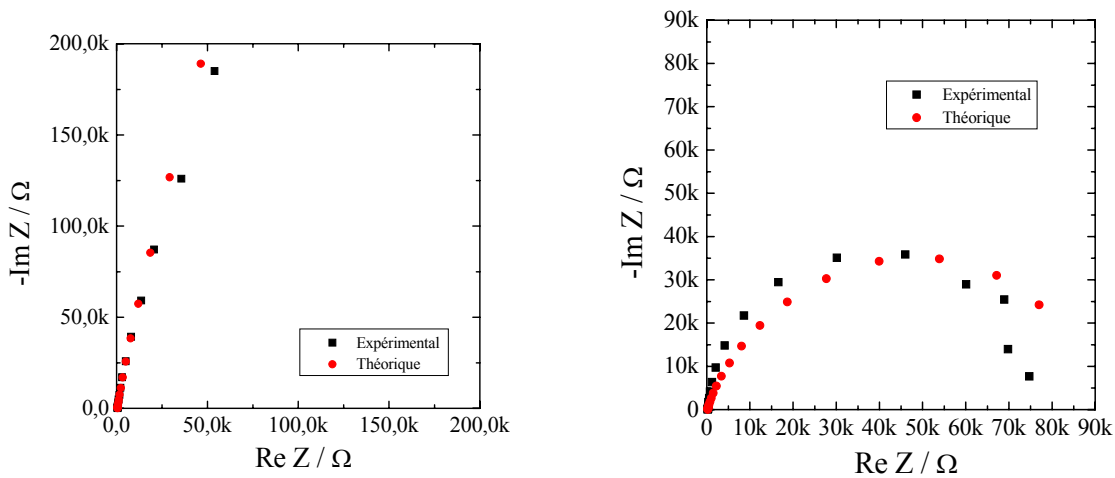 200,0k
150,0k
100,0k
50,0k
0,0
-Im Z / Ω
Expérimental
Théorique
0,0 50,0k 100,0k 150,0k 200,0k
Re Z / Ω
90k
80k
70k
60k
50k
40k
30k
20k
10k
0
-Im Z / Ω
Expérimental
Théorique
0 10k 20k 30k 40k 50k 60k 70k 80k 90k
Re Z / Ω